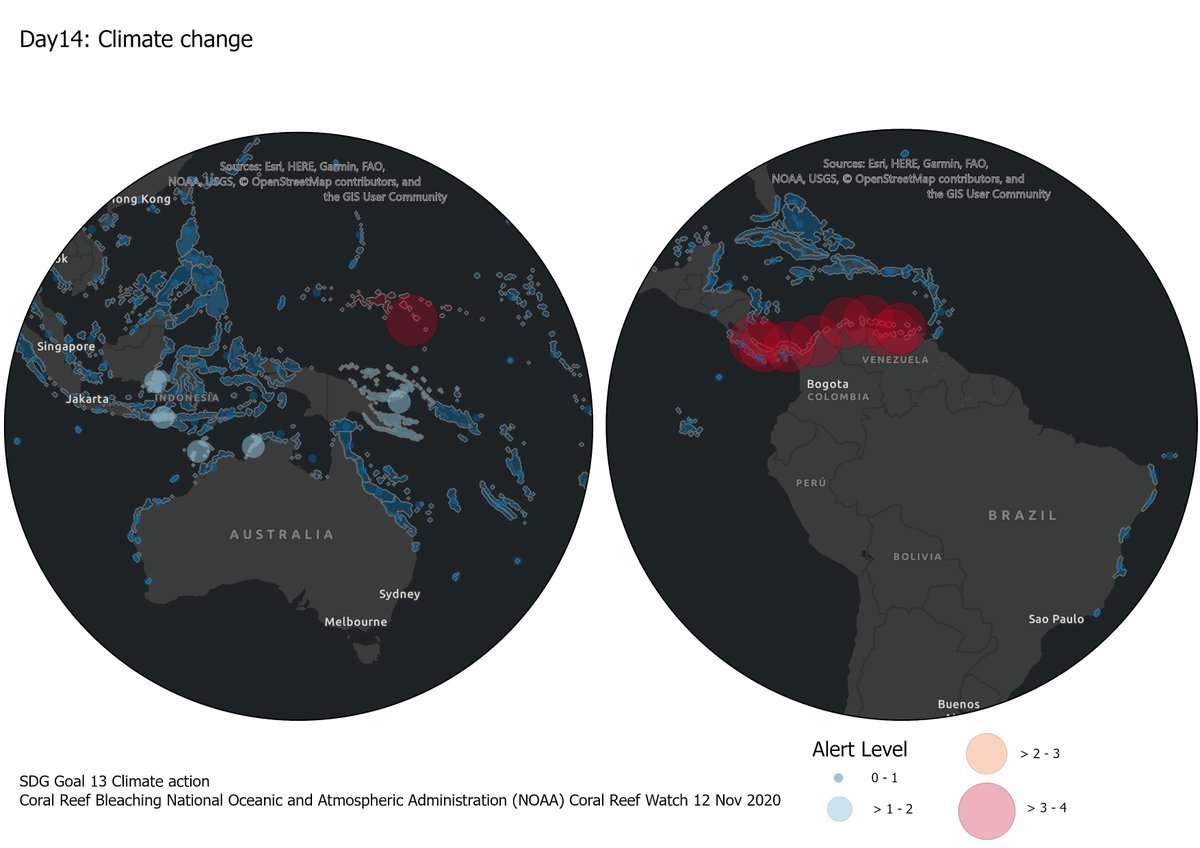 Day14: Climate change
Sources: Esri, HERE, Garmin, FAO,
NOAA, USGS, © OpenStreetMap contributors, and
the GIS User Community
ong Kong
ok
Singapore
Jakarta
INDONESIA
AUSTRALIA
Sydney
Melbourne
Sources: Esri, HERE, Garmin, FAO,
NOAA, USGS, © OpenStreetMap contributors, and
the GIS User Community
VENEZUELA
Bogota
COLOMBIA
PERÚ
BRAZIL
BOLIVIA
Sao Paulo
Buenos
Alert Level
0 - 1
> 1 - 2
> 2 - 3
> 3 - 4
SDG Goal 13 Climate action
Coral Reef Bleaching National Oceanic and Atmospheric Administration (NOAA) Coral Reef Watch 12 Nov 2020